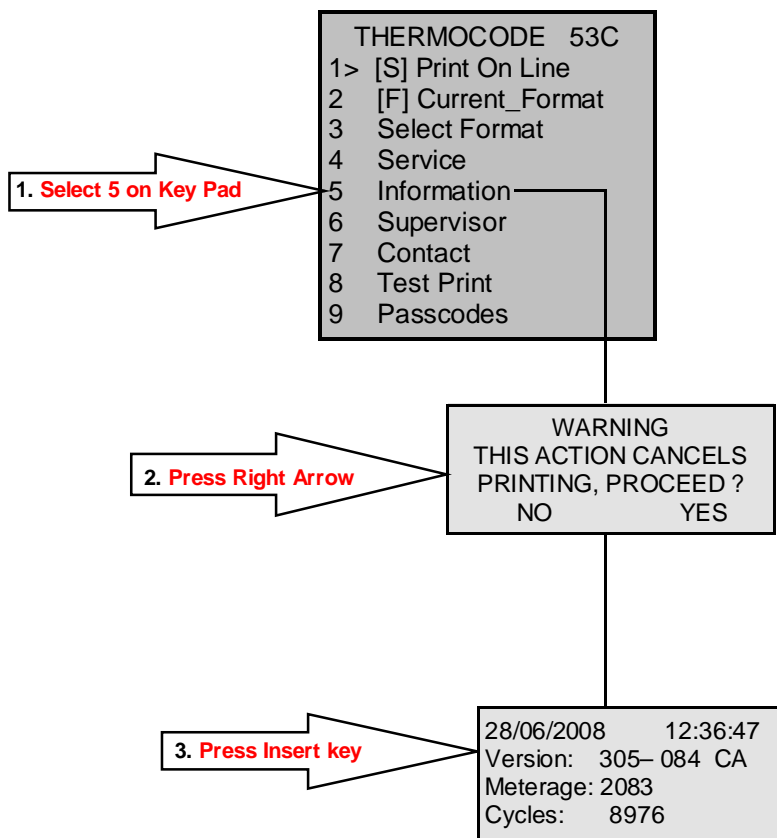 THERMOCODE 53C
1> [S] Print On Line
2 [F] Current_Format
3 Select Format
4 Service
1. Select 5 on Key Pad
5 Information
6 Supervisor
7 Contact
8 Test Print
9 Passcodes
2. Press Right Arrow
WARNING
THIS ACTION CANCELS
PRINTING, PROCEED ?
NO YES
3. Press Insert key
28/06/2008 12:36:47
Version: 305– 084 CA
Meterage: 2083
Cycles: 8976